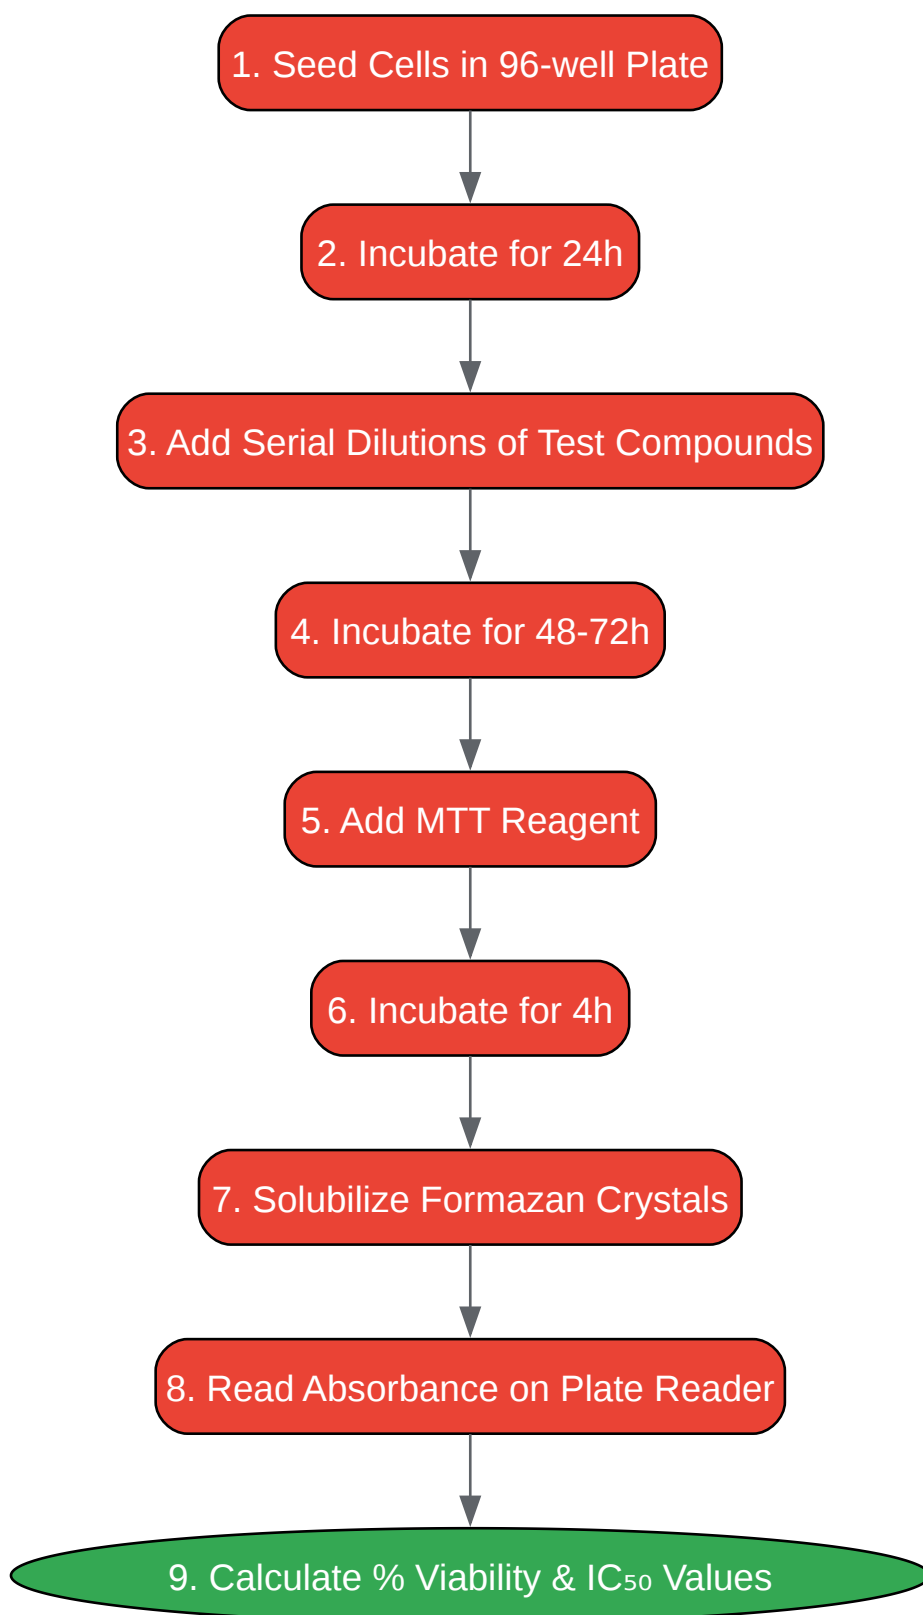 1. Seed Cells in 96-well Plate
2. Incubate for 24h
3. Add Serial Dilutions of Test Compounds
4. Incubate for 48-72h
5. Add MTT Reagent
6. Incubate for 4h
7. Solubilize Formazan Crystals
8. Read Absorbance on Plate Reader
9. Calculate % Viability & IC₅₀ Values